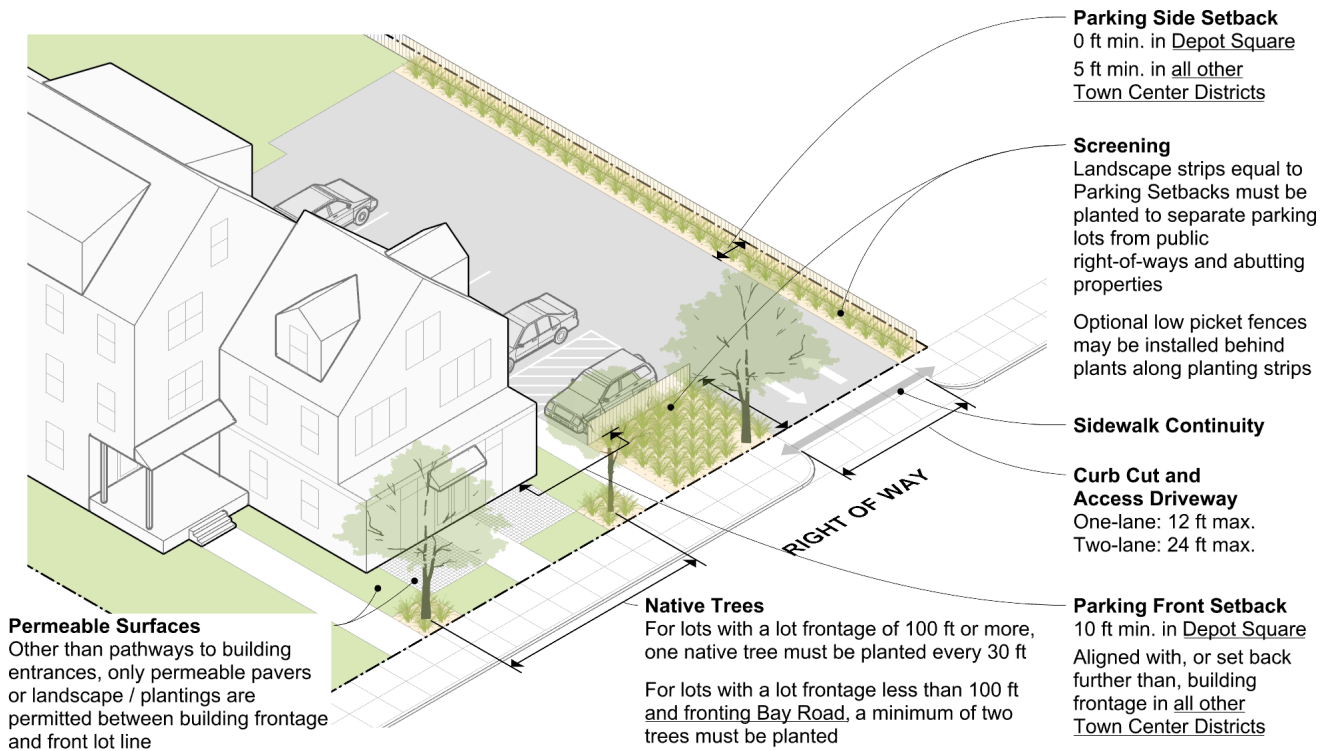 Parking Side Setback
0 ft min. in Depot Square
5 ft min. in all other
Town Center Districts
Screening
Landscape strips equal to
Parking Setbacks must be
planted to separate parking
lots from public
right-of-ways and abutting
properties
Optional low picket fences
may be installed behind
plants along planting strips
Sidewalk Continuity
Curb Cut and
Access Driveway
One-lane: 12 ft max.
Two-lane: 24 ft max.
RIGHT OF WAY
Parking Front Setback
10 ft min. in Depot Square
Aligned with, or set back
further than, building
frontage in all other
Town Center Districts
Native Trees
For lots with a lot frontage of 100 ft or more,
one native tree must be planted every 30 ft
For lots with a lot frontage less than 100 ft
and fronting Bay Road, a minimum of two
trees must be planted
Permeable Surfaces
Other than pathways to building
entrances, only permeable pavers
or landscape / plantings are
permitted between building frontage
and front lot line